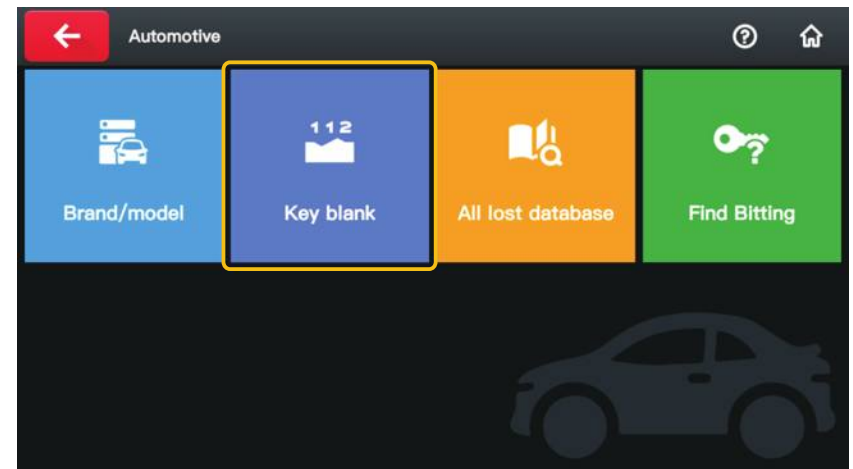 Automotive
112
Brand/model
Key blank
All lost database
Find Bitting